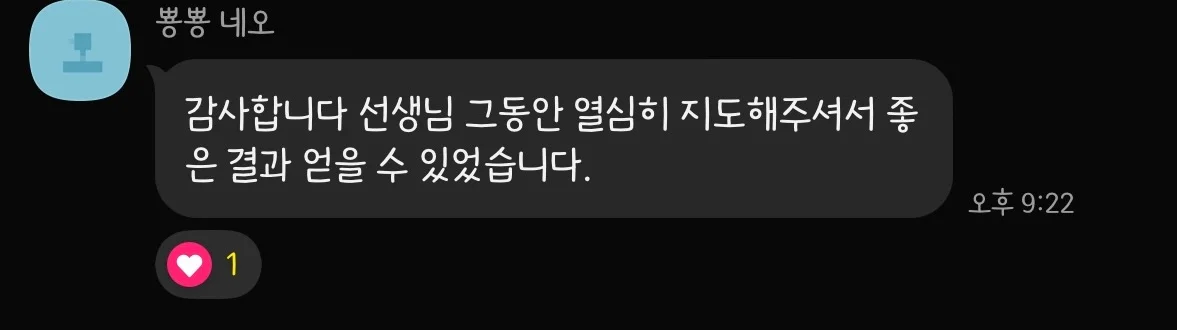 뿅뿅 네오
감사합니다 선생님 그동안 열심히 지도해주셔서 좋
은 결과 얻을 수 있었습니다.
오후 9:22
1